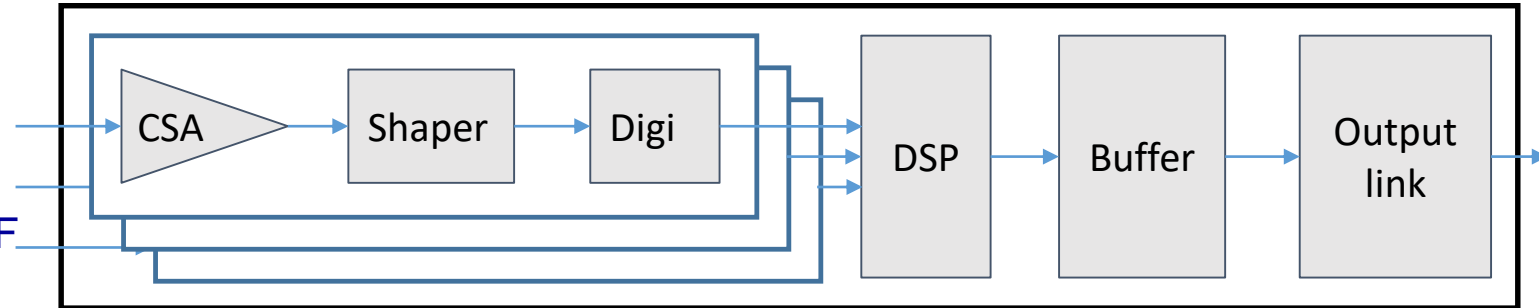 CSA
Shaper
Digi
DSP
Buffer
Output
link
F